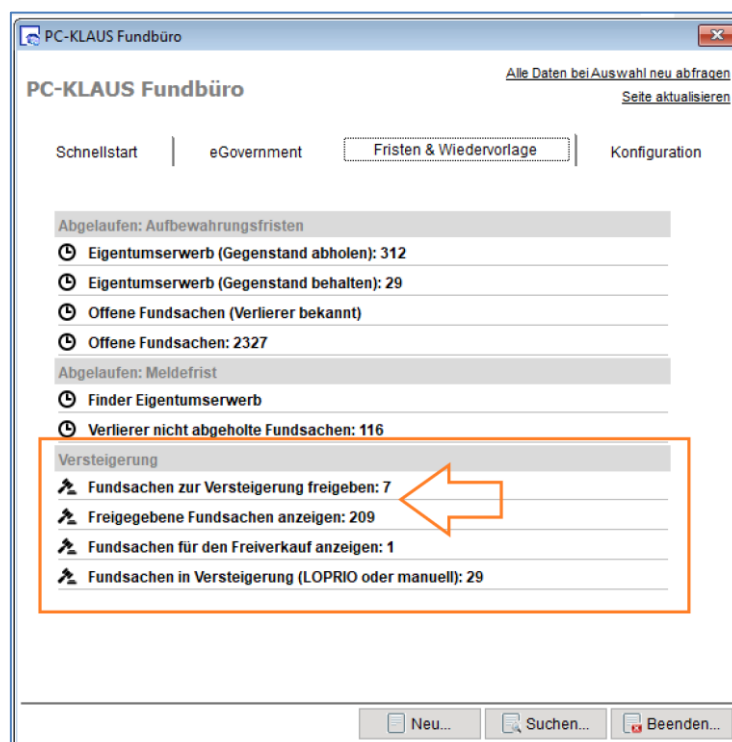 PC-KLAUS Fundbüro
Alle Daten bei Auswahl neu abfragen
PC-KLAUS Fundbüro
Seite aktualisieren
Schnellstart eGovernment Fristen & Wiedervorlage Konfiguration
Abgelaufen: Aufbewahrungsfristen
Eigentumserwerb (Gegenstand abholen): 312
Eigentumserwerb (Gegenstand behalten): 29
Offene Fundsachen (Verlierer bekannt)
Offene Fundsachen: 2327
Abgelaufen: Meldefrist
Finder Eigentumserwerb
Verlierer nicht abgeholte Fundsachen: 116
Versteigerung
Fundsachen zur Versteigerung freigeben: 7
Freigegebene Fundsachen anzeigen: 209
Fundsachen für den Freiverkauf anzeigen: 1
Fundsachen in Versteigerung (LOPRIO oder manuell): 29
Neu... Suchen... Beenden...